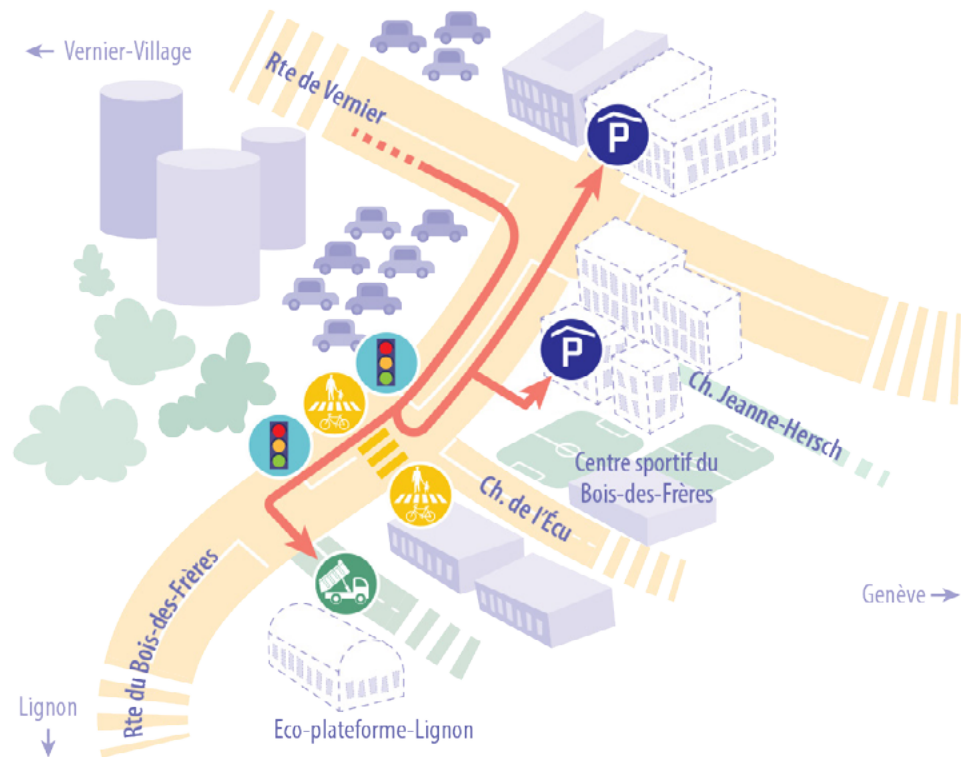 ← Vernier-Village
Rte de Vernier
P
P
Ch. Jeanne-Hersch
Centre sportif du
Bois-des-Frères
Ch. de l'Écu
Genève →
Rte du Bois-des-Frères
Lignon
↓
Eco-plateforme-Lignon